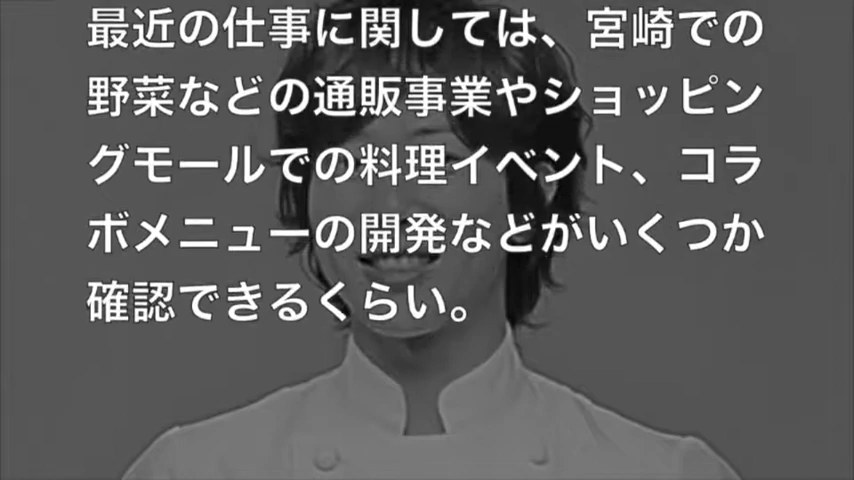 最近の仕事に関しては、宮崎での
野菜などの通販事業やショッピン
グモールでの料理イベント、コラ
ボメニューの開発などがいくつか
確認できるくらい。